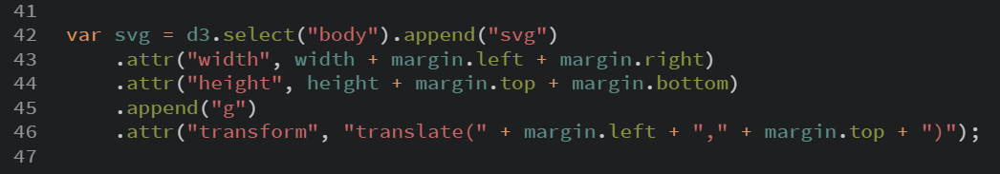 41
42 var svg = d3.select("body").append("svg")
43     .attr("width", width + margin.left + margin.right)
44     .attr("height", height + margin.top + margin.bottom)
45     .append("g")
46     .attr("transform", "translate(" + margin.left + "," + margin.top + ")");
47